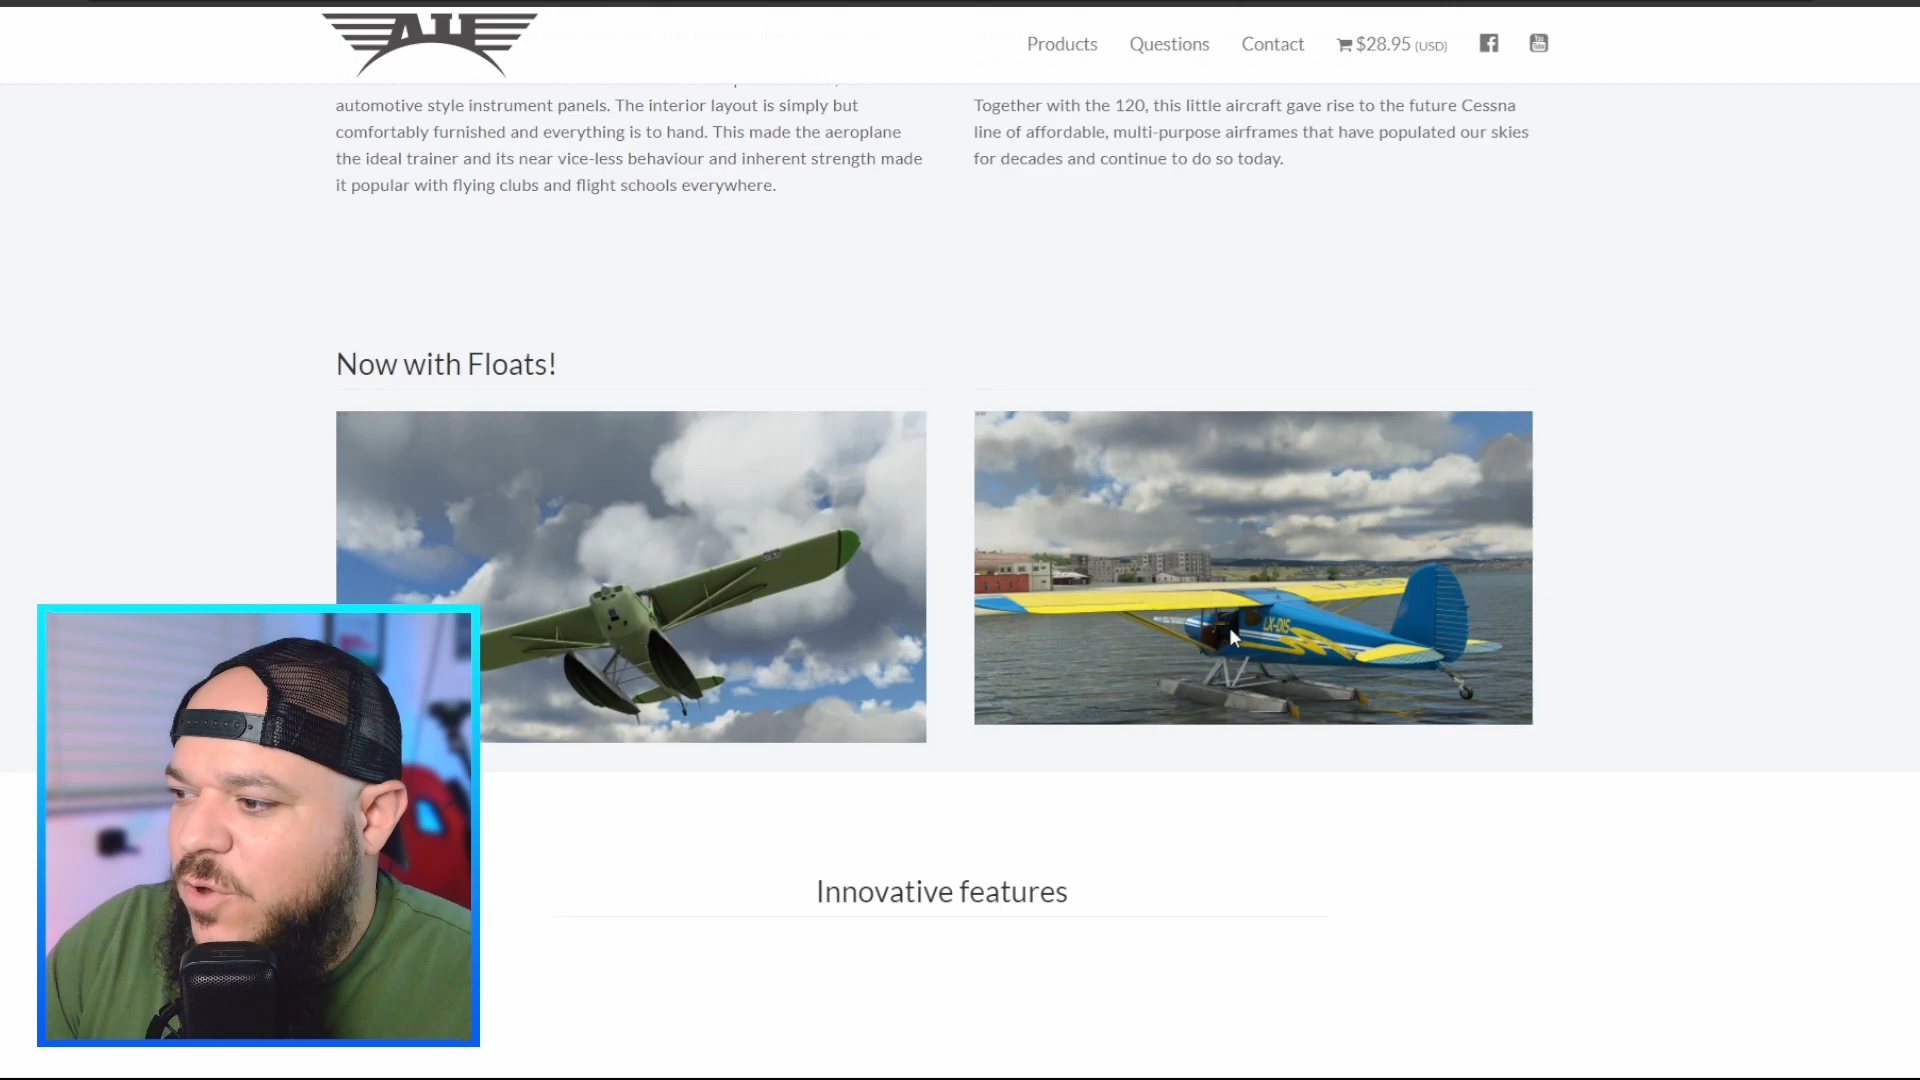 Products
Questions
Contact
$28.95 (USD)
automotive style instrument panels. The interior layout is simply but
comfortably furnished and everything is to hand. This made the aeroplane
the ideal trainer and its near vice-less behaviour and inherent strength made
it popular with flying clubs and flight schools everywhere.
Together with the 120, this little aircraft gave rise to the future Cessna
line of affordable, multi-purpose airframes that have populated our skies
for decades and continue to do so today.
Now with Floats!
LX-DIS
Innovative features